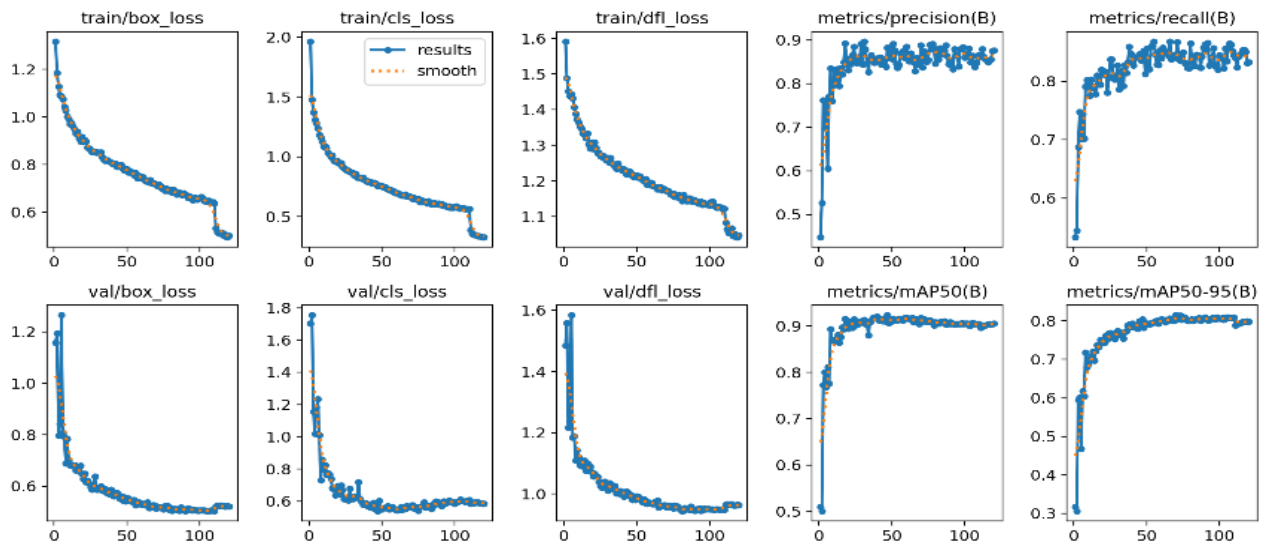 train/box_loss
train/cls_loss
train/dfl_loss
metrics/precision(B)
metrics/recall(B)
1.2
1.0
0.8
0.6
0 50 100
2.0
1.5
1.0
0.5
0 50 100
results
smooth
1.6
1.5
1.4
1.3
1.2
1.1
1.0
0 50 100
0.9
0.8
0.7
0.6
0.5
0 50 100
0.8
0.7
0.6
0 50 100
val/box_loss
val/cls_loss
val/dfl_loss
metrics/mAP50(B)
metrics/mAP50-95(B)
1.2
1.0
0.8
0.6
0 50 100
1.8
1.6
1.4
1.2
1.0
0.8
0.6
0 50 100
1.6
1.4
1.2
1.0
0 50 100
0.9
0.8
0.7
0.6
0.5
0 50 100
0.8
0.7
0.6
0.5
0.4
0.3
0 50 100